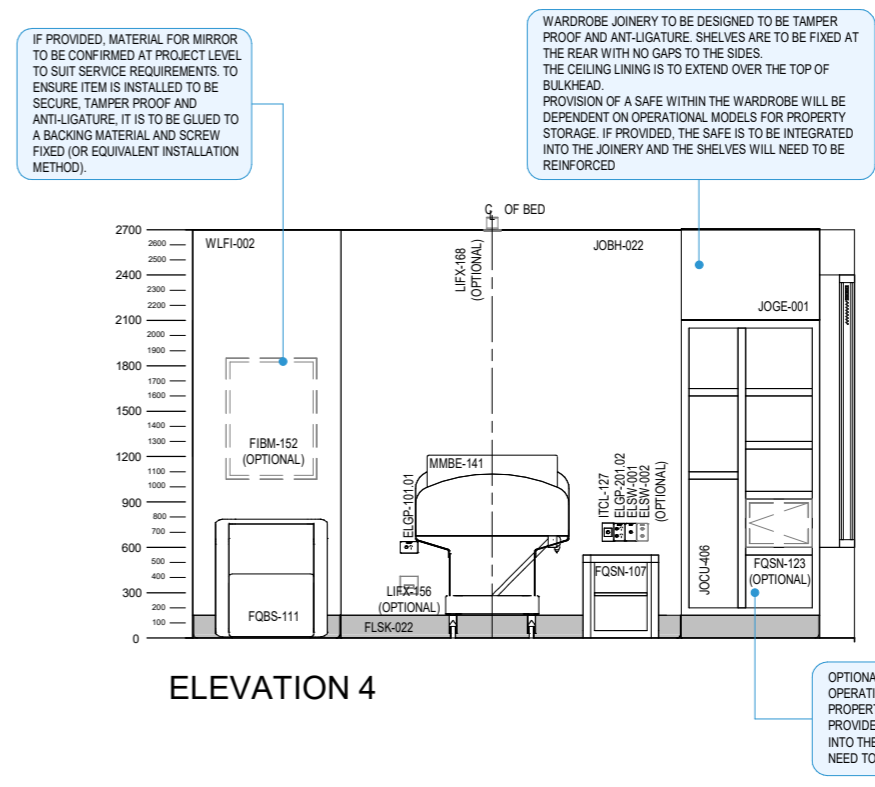 IF PROVIDED, MATERIAL FOR MIRROR
TO BE CONFIRMED AT PROJECT LEVEL
TO SUIT SERVICE REQUIREMENTS. TO
ENSURE ITEM IS INSTALLED TO BE
SECURE, TAMPER PROOF AND
ANTI-LIGATURE, IT IS TO BE GLUED TO
A BACKING MATERIAL AND SCREW
FIXED (OR EQUIVALENT INSTALLATION
METHOD).
WARDROBE JOINERY TO BE DESIGNED TO BE TAMPER
PROOF AND ANT-LIGATURE. SHELVES ARE TO BE FIXED AT
THE REAR WITH NO GAPS TO THE SIDES.
THE CEILING LINING IS TO EXTEND OVER THE TOP OF
BULKHEAD.
PROVISION OF A SAFE WITHIN THE WARDROBE WILL BE
DEPENDENT ON OPERATIONAL MODELS FOR PROPERTY
STORAGE. IF PROVIDED, THE SAFE IS TO BE INTEGRATED
INTO THE JOINERY AND THE SHELVES WILL NEED TO BE
REINFORCED
℄ OF BED
2700
2600
2500
2400
2300
2200
2100
2000
1900
1800
1700
1600
1500
1400
1300
1200
1100
1000
900
800
700
600
500
400
300
200
100
0
WLFI-002
LIFX-168
(OPTIONAL)
JOBH-022
JOGE-001
FIBM-152
(OPTIONAL)
MMBE-141
ELGP-101.01
ITCL-127
ELGP-201.02
ELSW-001
ELSW-002
(OPTIONAL)
LIFX-156
(OPTIONAL)
FQBS-111
FLSK-022
FQSN-107
JOCU-406
FQSN-123
(OPTIONAL)
ELEVATION 4
OPTIONA
OPERATI
PROPERT
PROVIDE
INTO THE
NEED TO